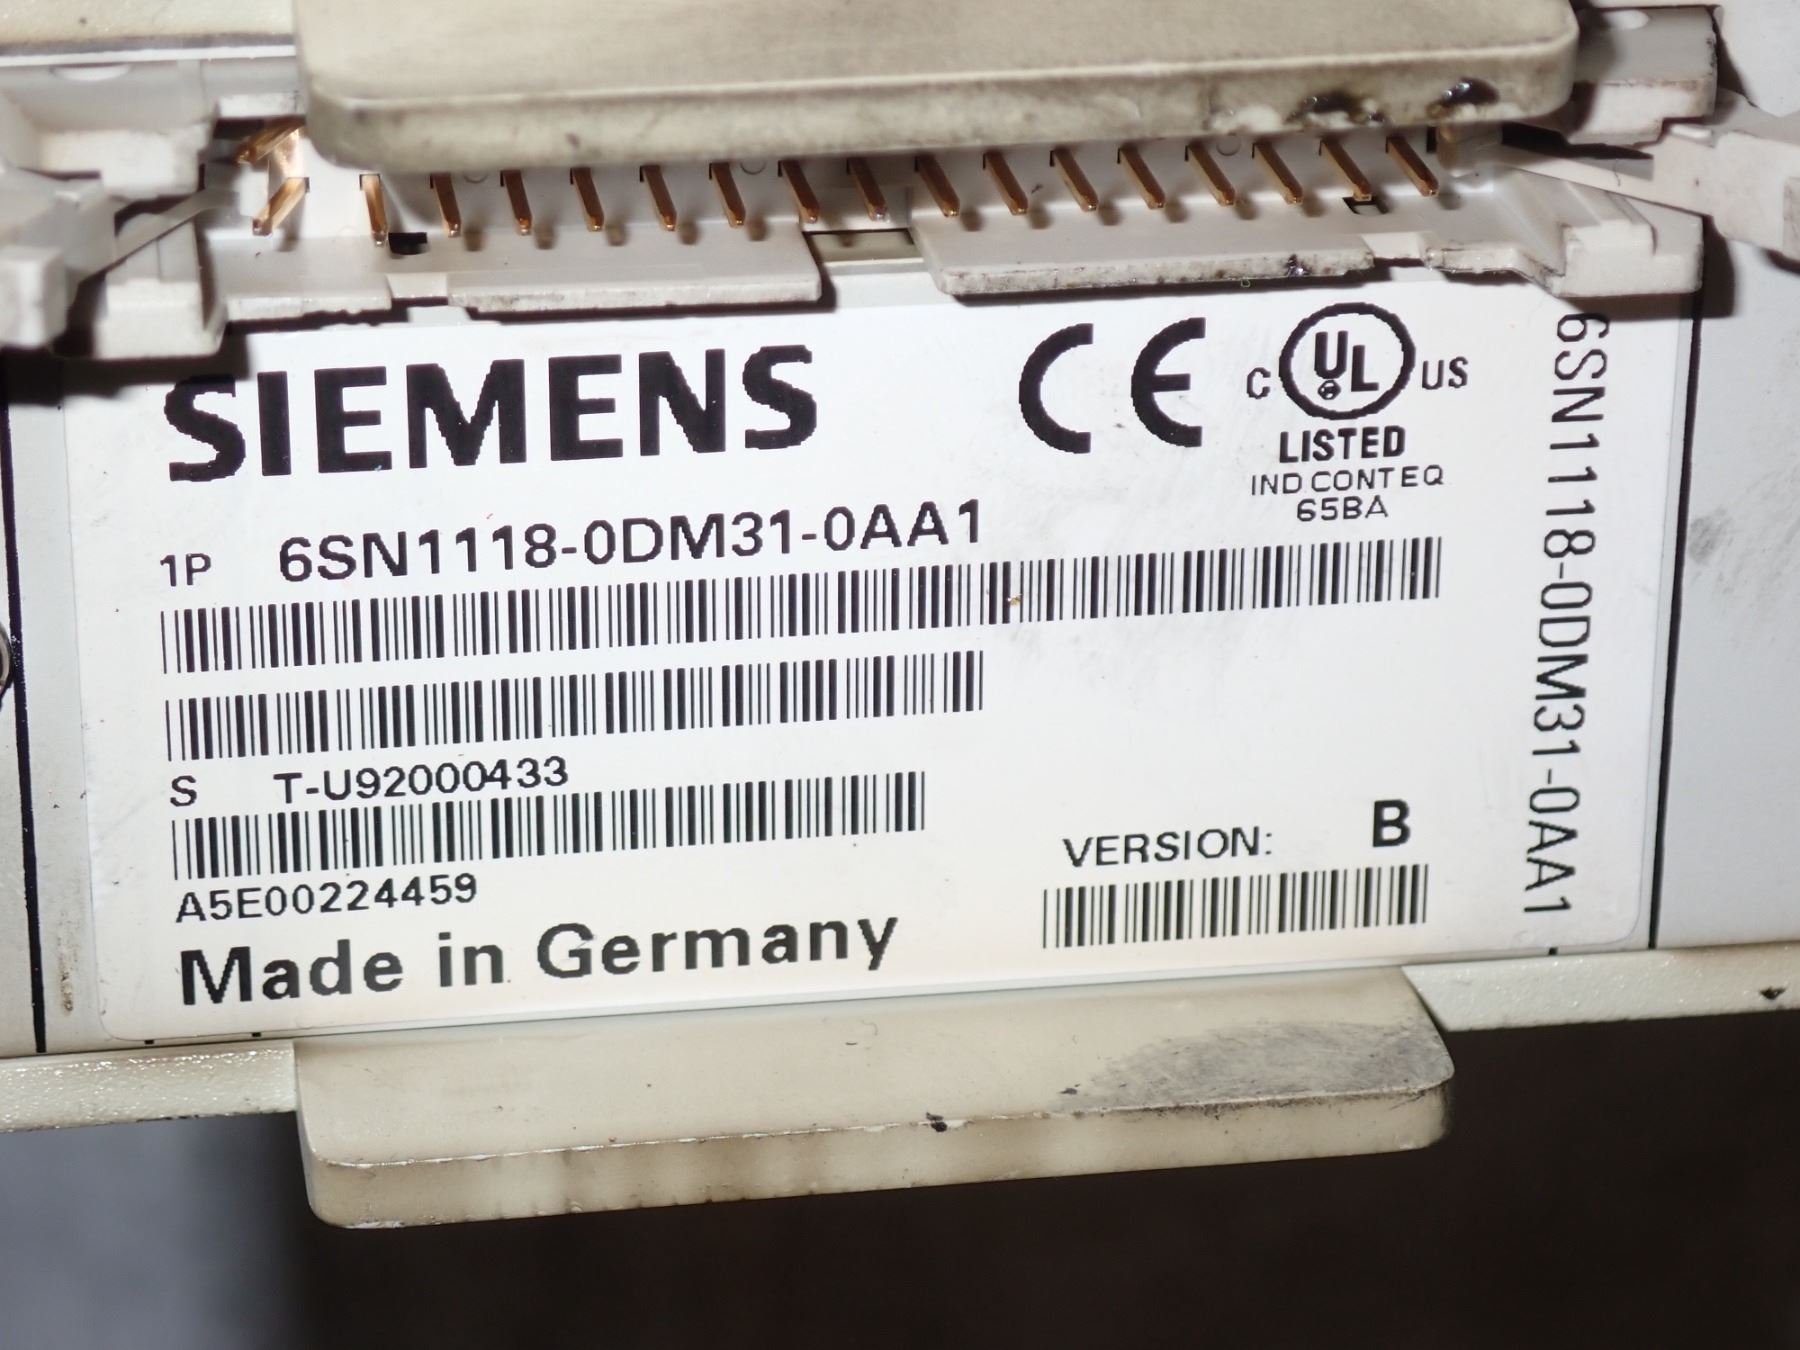 SIEMENS
CE
C UL US
LISTED
IND.CONT.EQ
65BA
1P 6SN1118-0DM31-0AA1
S T-U92000433
A5E00224459
VERSION: B
Made in Germany
6SN1118-0DM31-0AA1